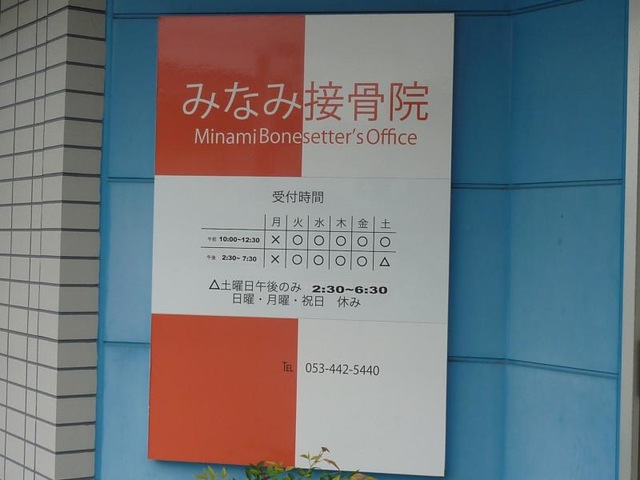 みなみ接骨院
Minami Bonesetter's Office
受付時間
月 火 水 木 金 土
午前 10:00~12:30 × ○ ○ ○ ○ ○
午後 2:30~7:30 × ○ ○ ○ ○ △
△土曜日午後のみ 2:30~6:30
日曜・月曜・祝日 休み
TEL 053-442-5440